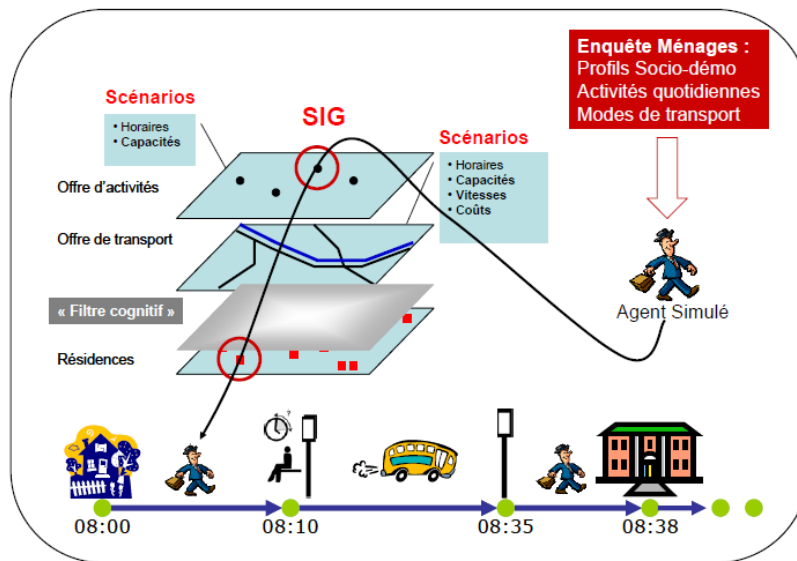 Enquête Ménages :
Profils Socio-démo
Activités quotidiennes
Modes de transport
Scénarios
• Horaires
• Capacités
SIG
Scénarios
• Horaires
• Capacités
• Vitesses
• Coûts
Offre d'activités
Offre de transport
« Filtre cognitif »
Résidences
Agent Simulé
?
08:00
08:10
08:35
08:38